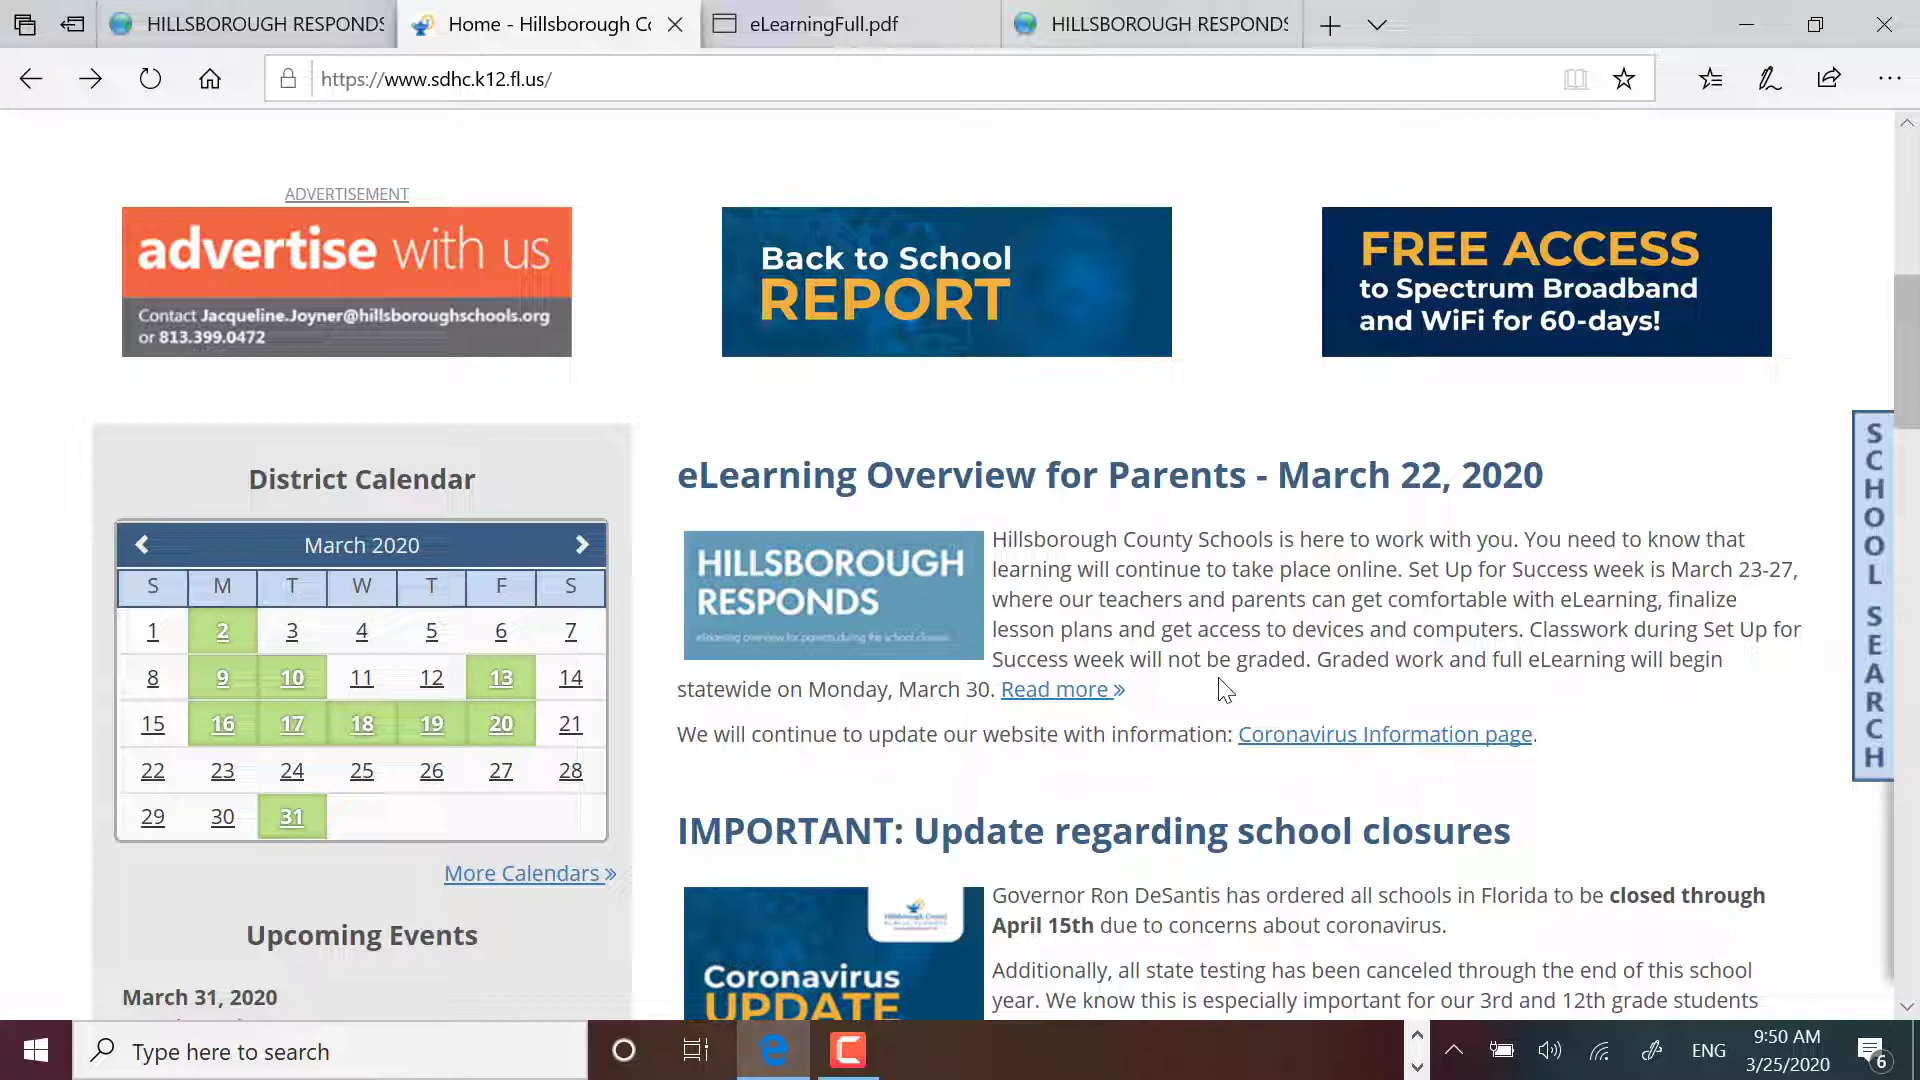 HILLSBOROUGH RESPONDS
Home - Hillsborough Co
eLearningFull.pdf
HILLSBOROUGH RESPONDS
https://www.sdhc.k12.fl.us/
ADVERTISEMENT
advertise with us
Contact Jacqueline.Joyner@hillsboroughschools.org
or 813.399.0472
Back to School
REPORT
FREE ACCESS
to Spectrum Broadband
and WiFi for 60-days!
District Calendar
March 2020
S M T W T F S
1 2 3 4 5 6 7
8 9 10 11 12 13 14
15 16 17 18 19 20 21
22 23 24 25 26 27 28
29 30 31
More Calendars »
Upcoming Events
March 31, 2020
eLearning Overview for Parents - March 22, 2020
HILLSBOROUGH
RESPONDS
elearning overview for parents during the school closure
Hillsborough County Schools is here to work with you. You need to know that
learning will continue to take place online. Set Up for Success week is March 23-27,
where our teachers and parents can get comfortable with eLearning, finalize
lesson plans and get access to devices and computers. Classwork during Set Up for
Success week will not be graded. Graded work and full eLearning will begin
statewide on Monday, March 30. Read more »
We will continue to update our website with information: Coronavirus Information page.
IMPORTANT: Update regarding school closures
Coronavirus
UPDATE
Governor Ron DeSantis has ordered all schools in Florida to be closed through
April 15th due to concerns about coronavirus.
Additionally, all state testing has been canceled through the end of this school
year. We know this is especially important for our 3rd and 12th grade students
SCHOOL SEARCH
Type here to search
ENG
9:50 AM
3/25/2020
6